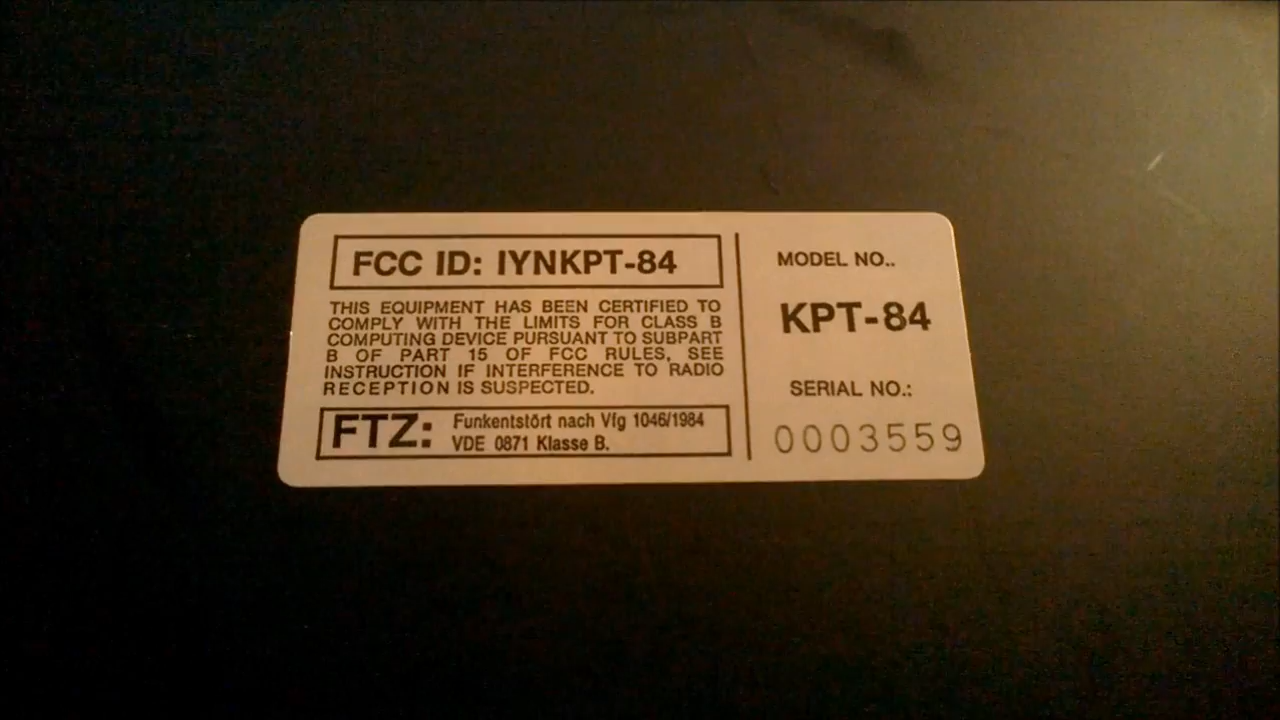 FCC ID: IYNKPT-84
THIS EQUIPMENT HAS BEEN CERTIFIED TO
COMPLY WITH THE LIMITS FOR CLASS B
COMPUTING DEVICE PURSUANT TO SUBPART
B OF PART 15 OF FCC RULES, SEE
INSTRUCTION IF INTERFERENCE TO RADIO
RECEPTION IS SUSPECTED.
FTZ: Funkentstört nach Vfg 1046/1984
VDE 0871 Klasse B.
MODEL NO..
KPT-84
SERIAL NO.:
0003559